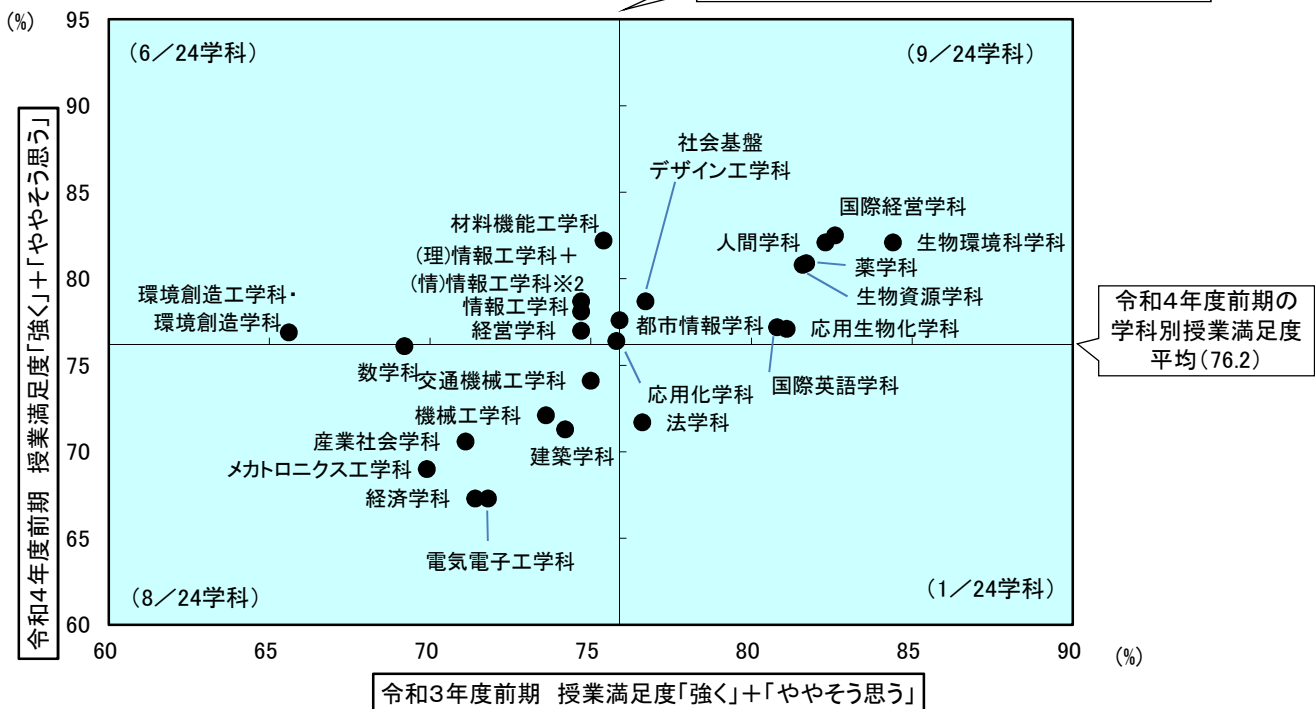 (%)
95
90
85
80
75
70
65
60
令和4年度前期 授業満足度「強く」+「ややそう思う」
(6/24学科)
(9/24学科)
社会基盤
デザイン工学科
材料機能工学科
国際経営学科
人間学科
生物環境科学科
(理)情報工学科+
(情)情報工学科※2
薬学科
生物資源学科
環境創造工学科・
環境創造学科
情報工学科
経営学科
都市情報学科
応用生物化学科
令和4年度前期の
学科別授業満足度
平均(76.2)
数学科
交通機械工学科
応用化学科
国際英語学科
機械工学科
法学科
産業社会学科
建築学科
メカトロニクス工学科
経済学科
電気電子工学科
(8/24学科)
(1/24学科)
60
65
70
75
80
85
90
(%)
令和3年度前期 授業満足度「強く」+「ややそう思う」